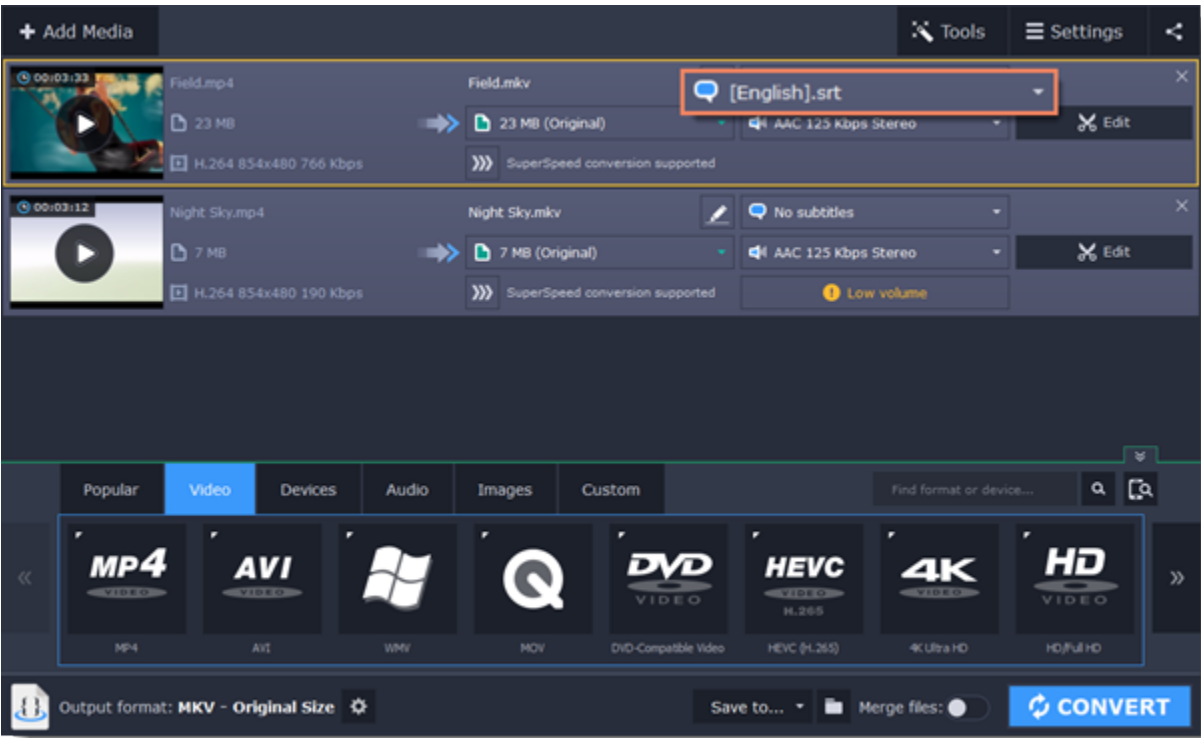 Add Media
Tools
Settings
00:03:33
Field.mp4
Field.mkv
[English].srt
23 MB
23 MB (Original)
AAC 125 Kbps Stereo
Edit
H.264 854x480 766 Kbps
SuperSpeed conversion supported
00:03:12
Night Sky.mp4
Night Sky.mkv
No subtitles
7 MB
7 MB (Original)
AAC 125 Kbps Stereo
Edit
H.264 854x480 190 Kbps
SuperSpeed conversion supported
Low volume
Popular
Video
Devices
Audio
Images
Custom
Find format or device...
MP4
VIDEO
AVI
VIDEO
DVD
VIDEO
HEVC
VIDEO
H.265
4K
VIDEO
HD
VIDEO
MP4
AVI
WMV
MOV
DVD-Compatible Video
HEVC (H.265)
4K Ultra HD
HD/Full HD
Output format: MKV - Original Size
Save to...
Merge files:
CONVERT